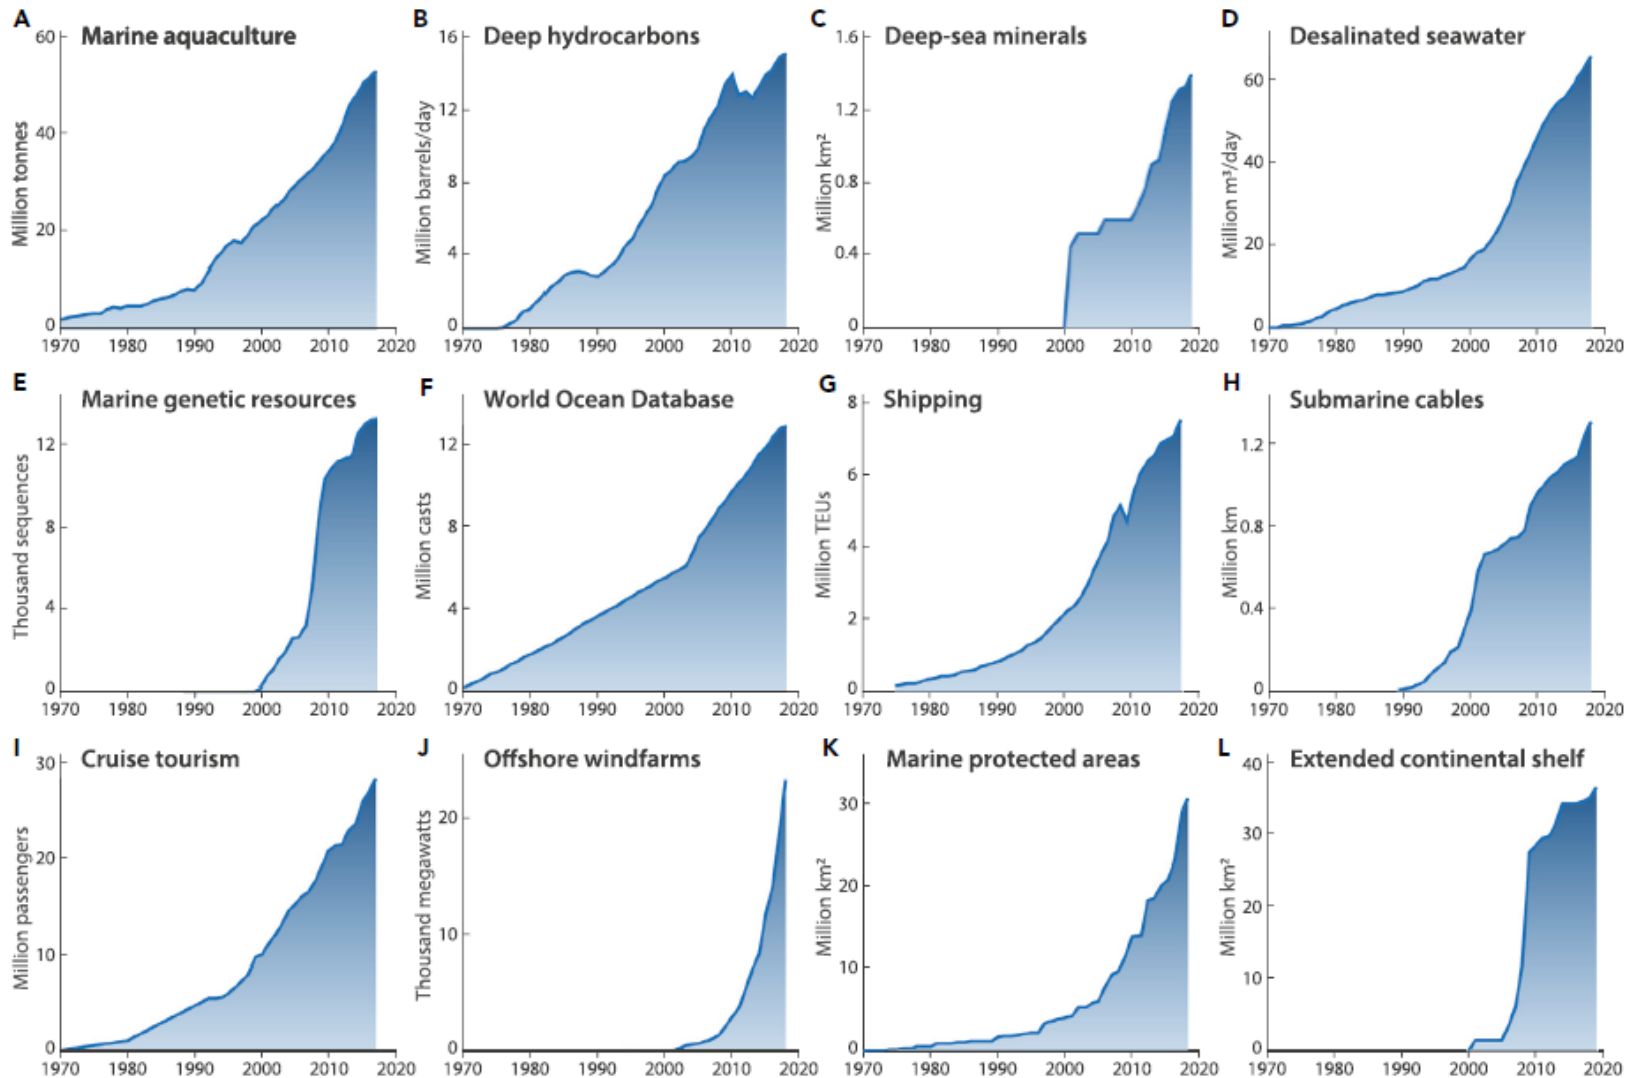 A
Marine aquaculture
Million tonnes
60
40
20
0
1970 1980 1990 2000 2010 2020
B
Deep hydrocarbons
Million barrels/day
16
12
8
4
0
1970 1980 1990 2000 2010 2020
C
Deep-sea minerals
Million km²
1.6
1.2
0.8
0.4
0
1970 1980 1990 2000 2010 2020
D
Desalinated seawater
Million m³/day
60
40
20
0
1970 1980 1990 2000 2010 2020
E
Marine genetic resources
Thousand sequences
12
8
4
0
1970 1980 1990 2000 2010 2020
F
World Ocean Database
Million casts
12
8
4
0
1970 1980 1990 2000 2010 2020
G
Shipping
Million TEUs
8
6
4
2
0
1970 1980 1990 2000 2010 2020
H
Submarine cables
Million km
1.2
0.8
0.4
0
1970 1980 1990 2000 2010 2020
I
Cruise tourism
Million passengers
30
20
10
0
1970 1980 1990 2000 2010 2020
J
Offshore windfarms
Thousand megawatts
20
10
0
1970 1980 1990 2000 2010 2020
K
Marine protected areas
Million km²
30
20
10
0
1970 1980 1990 2000 2010 2020
L
Extended continental shelf
Million km²
40
30
20
10
0
1970 1980 1990 2000 2010 2020